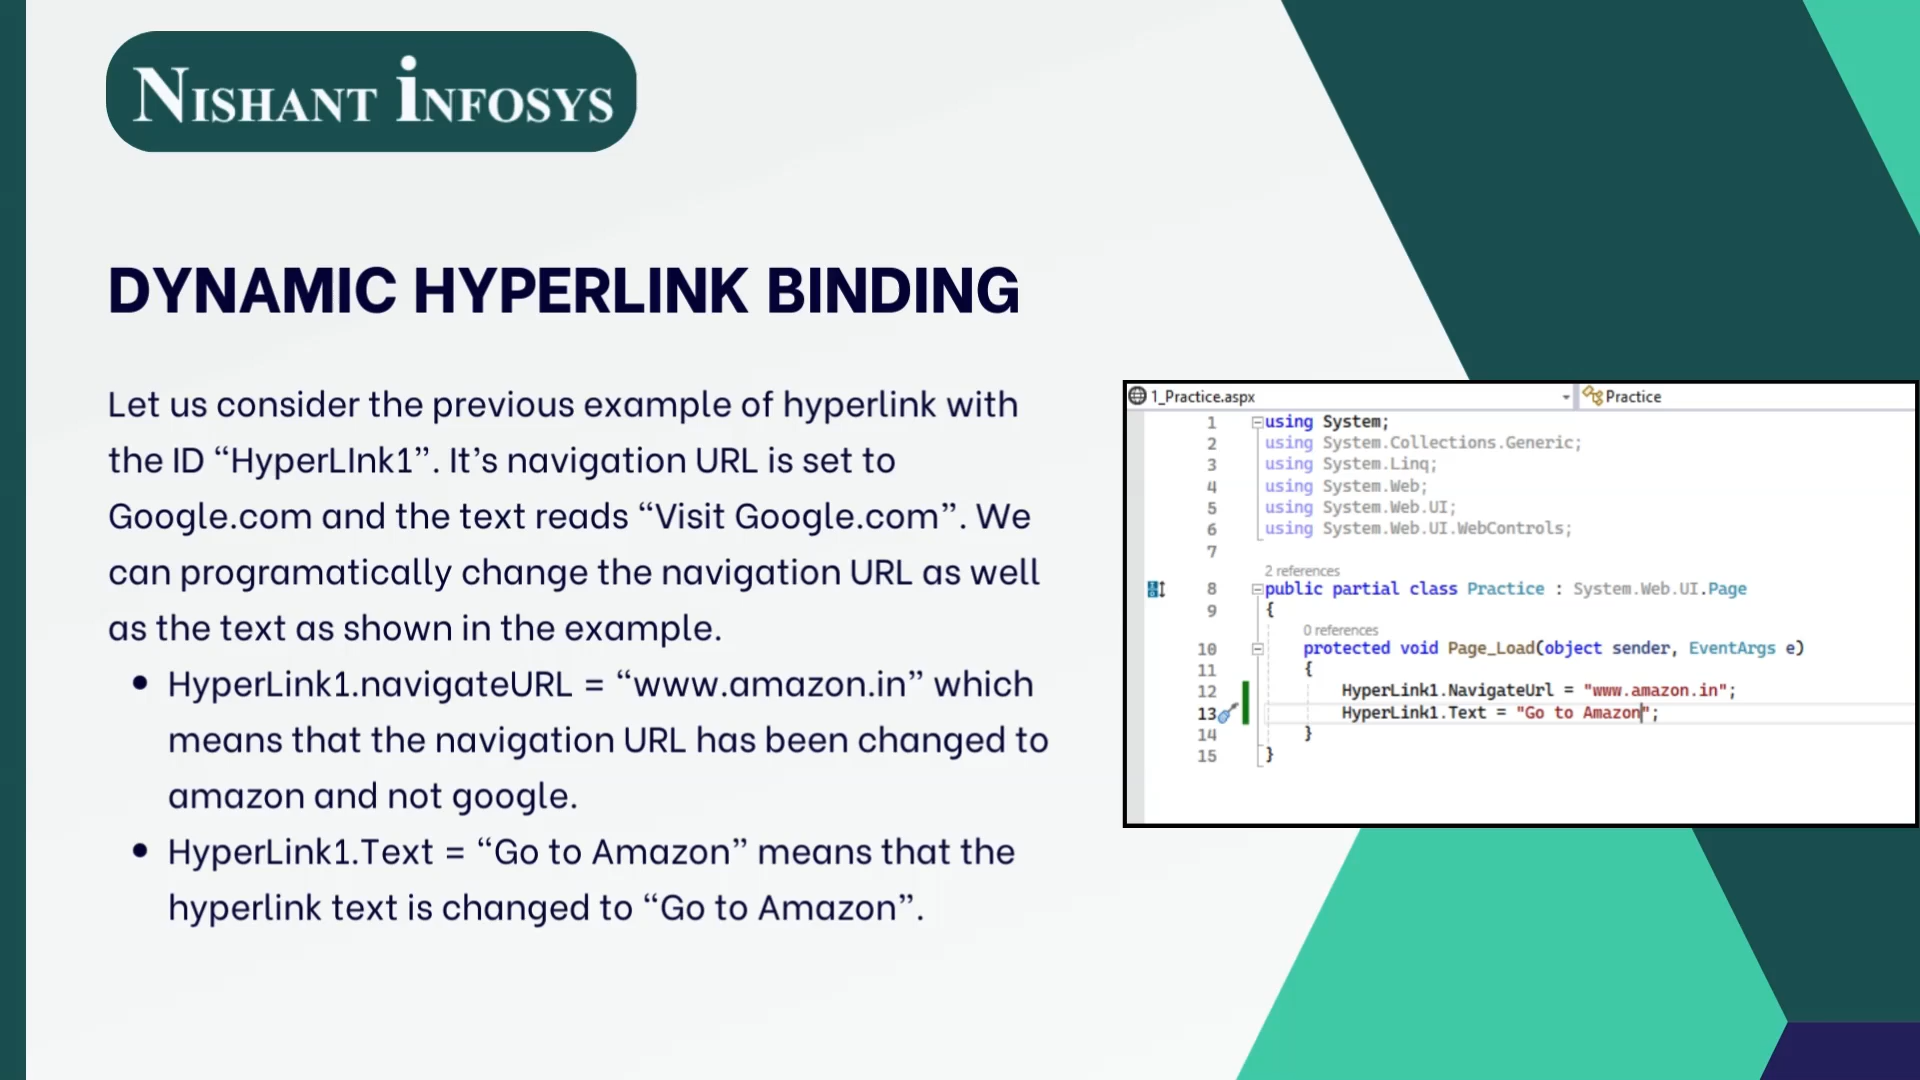 NISHANT INFOSYS
DYNAMIC HYPERLINK BINDING
Let us consider the previous example of hyperlink with
the ID “HyperLInk1”. It’s navigation URL is set to
Google.com and the text reads “Visit Google.com”. We
can programatically change the navigation URL as well
as the text as shown in the example.
• HyperLink1.navigateURL = “www.amazon.in” which
means that the navigation URL has been changed to
amazon and not google.
• HyperLink1.Text = “Go to Amazon” means that the
hyperlink text is changed to “Go to Amazon”.
1_Practice.aspx Practice
1 using System;
2 using System.Collections.Generic;
3 using System.Linq;
4 using System.Web;
5 using System.Web.UI;
6 using System.Web.UI.WebControls;
7
2 references
8 public partial class Practice : System.Web.UI.Page
9 {
0 references
10 protected void Page_Load(object sender, EventArgs e)
11 {
12 HyperLink1.NavigateUrl = "www.amazon.in";
13 HyperLink1.Text = "Go to Amazon";
14 }
15 }